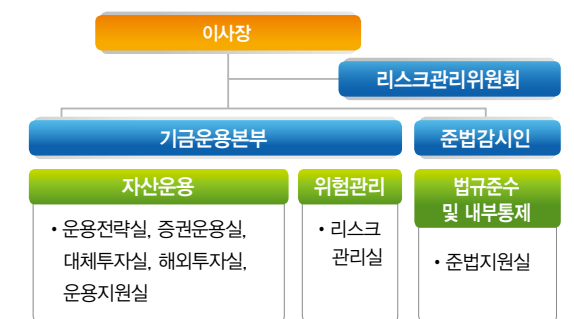 이사장
리스크관리위원회
기금운용본부
준법감시인
자산운용
위험관리
법규준수
및 내부통제
• 운용전략실, 증권운용실,
대체투자실, 해외투자실,
운용지원실
• 리스크
관리실
• 준법지원실